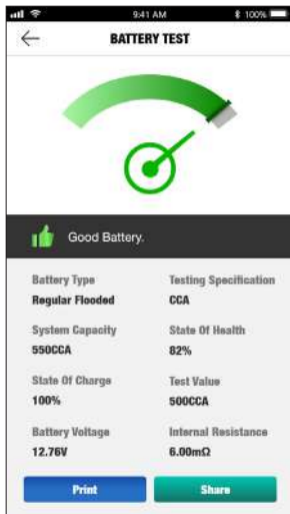 9:41 AM 100%
BATTERY TEST
Good Battery.
Battery Type Testing Specification
Regular Flooded CCA
System Capacity State Of Health
550CCA 82%
State Of Charge Test Value
100% 500CCA
Battery Voltage Internal Resistance
12.76V 6.00mΩ
Print Share